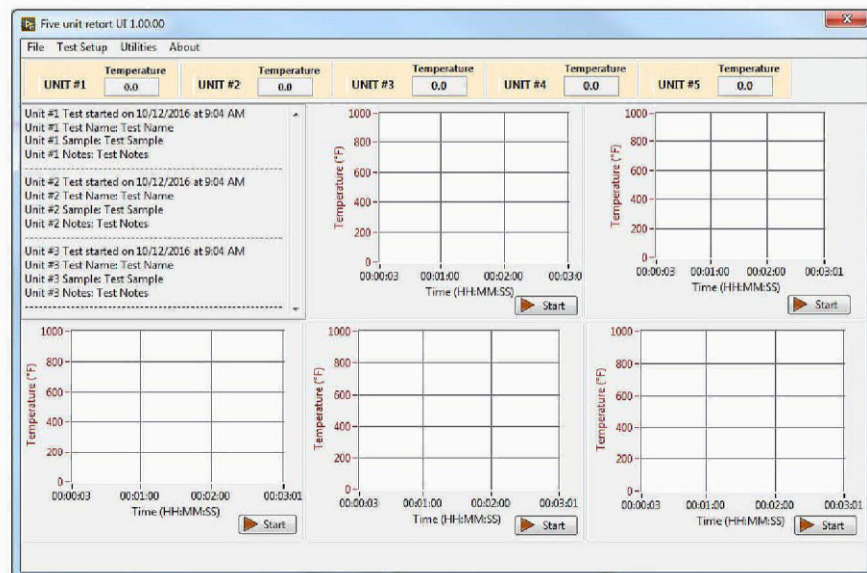 Five unit retort UI 1.00.00
File Test Setup Utilities About
UNIT #1 Temperature 0.0
UNIT #2 Temperature 0.0
UNIT #3 Temperature 0.0
UNIT #4 Temperature 0.0
UNIT #5 Temperature 0.0
Unit #1 Test started on 10/12/2016 at 9:04 AM
Unit #1 Test Name: Test Name
Unit #1 Sample: Test Sample
Unit #1 Notes: Test Notes
Unit #2 Test started on 10/12/2016 at 9:04 AM
Unit #2 Test Name: Test Name
Unit #2 Sample: Test Sample
Unit #2 Notes: Test Notes
Unit #3 Test started on 10/12/2016 at 9:04 AM
Unit #3 Test Name: Test Name
Unit #3 Sample: Test Sample
Unit #3 Notes: Test Notes
Temperature (°F)
1000
800
600
400
200
0
00:00:03 00:01:00 00:02:00 00:03:0
Time (HH:MM:SS)
Start
Temperature (°F)
1000
800
600
400
200
0
00:00:03 00:01:00 00:02:00 00:03:01
Time (HH:MM:SS)
Start
Temperature (°F)
1000
800
600
400
200
0
00:00:03 00:01:00 00:02:00 00:03:01
Time (HH:MM:SS)
Start
Temperature (°F)
1000
800
600
400
200
0
00:00:03 00:01:00 00:02:00 00:03:01
Time (HH:MM:SS)
Start
Temperature (°F)
1000
800
600
400
200
0
00:00:03 00:01:00 00:02:00 00:03:01
Time (HH:MM:SS)
Start